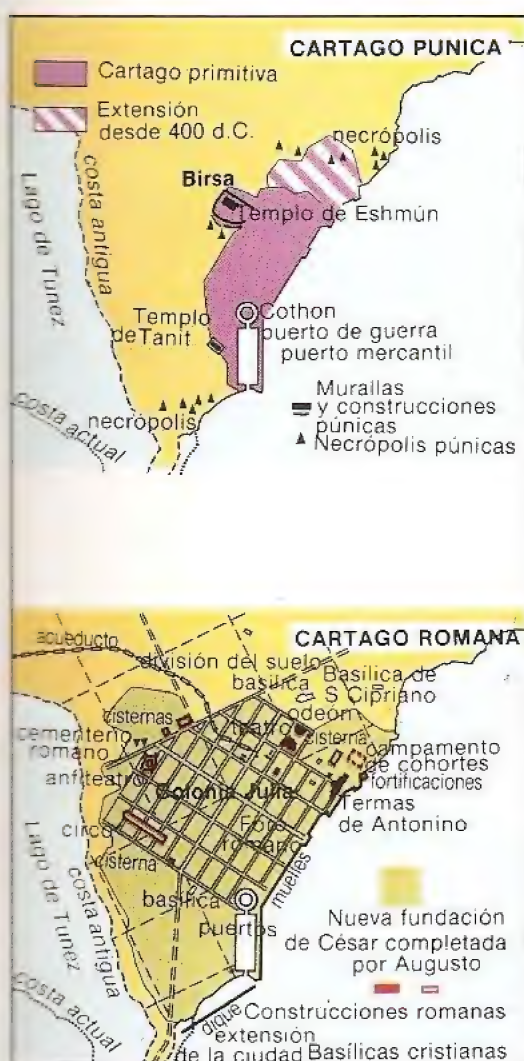 CARTAGO PUNICA
Cartago primitiva
Extensión
desde 400 d.C.
necrópolis
Birsa
Templo de Eshmún
costa antigua
Lago de Tunez
Templo
de Tanit
Cothon
puerto de guerra
puerto mercantil
Murallas
y construcciones
púnicas
Necrópolis púnicas
necrópolis
costa actual
CARTAGO ROMANA
acueducto
división del suelo
basílica
Basílica de
S Cipriano
odeón
teatro
cisternas
cisterna
cementerio
romano
campamento
de cohortes
fortificaciones
anfiteatro
Colonia Julia
Termas
de Antonino
circo
Foro
romano
cisterna
muelles
Lago de Tunez
costa antigua
basílica
puertos
Nueva fundación
de César completada
por Augusto
costa actual
dique
Construcciones romanas
extensión
de la ciudad
Basílicas cristianas